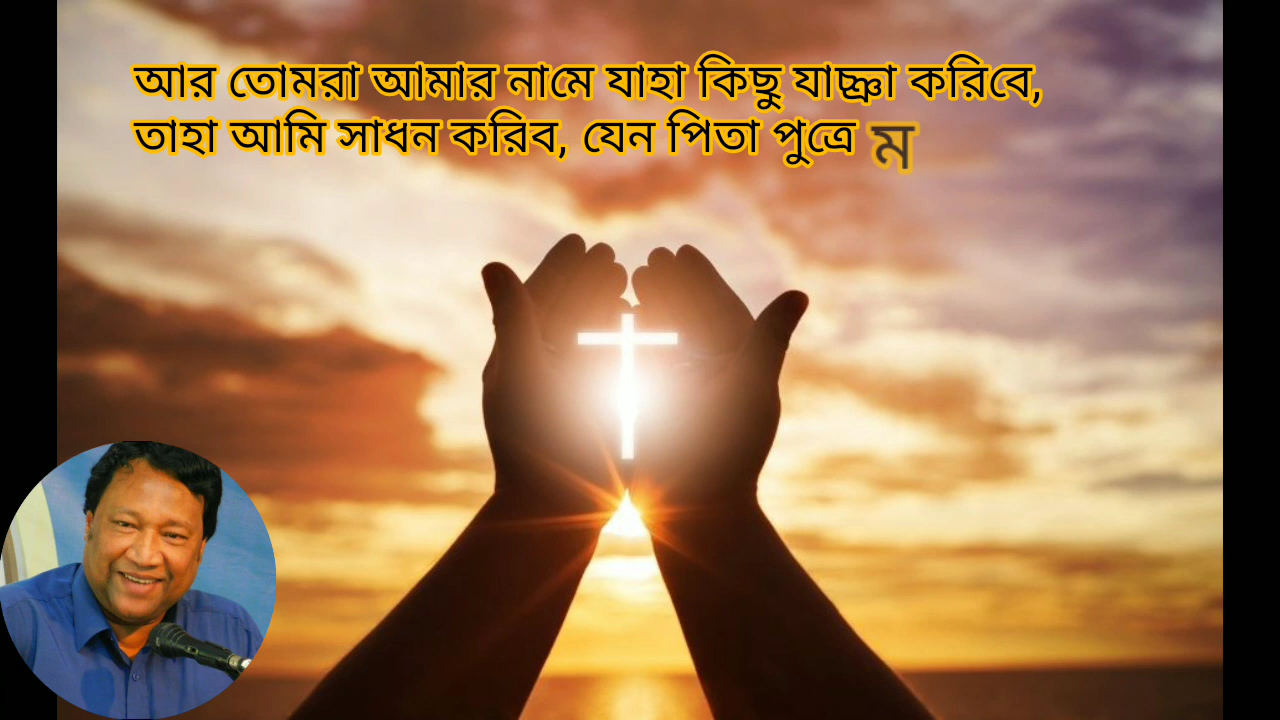 আর তোমরা আমার নামে যাহা কিছু যাচ্ঞা করিবে,
তাহা আমি সাধন করিব, যেন পিতা পুত্রে ম